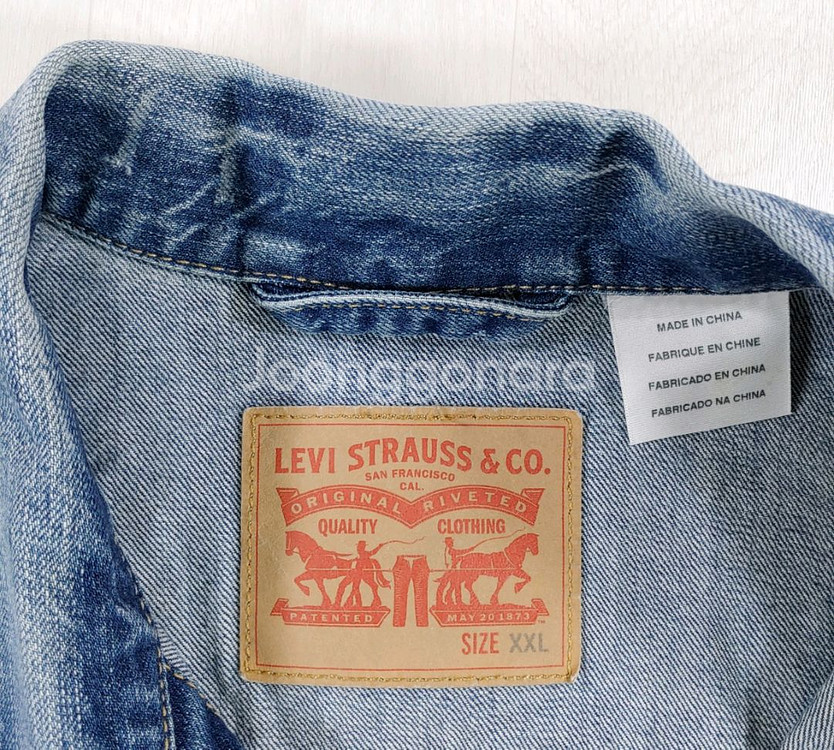 MADE IN CHINA
FABRIQUE EN CHINE
FABRICADO EN CHINA
FABRICADO NA CHINA
Joonggonara
LEVI STRAUSS & CO.
SAN FRANCISCO
CAL.
ORIGINAL RIVETED
QUALITY CLOTHING
PATENTED MAY 20 1873
SIZE XXL